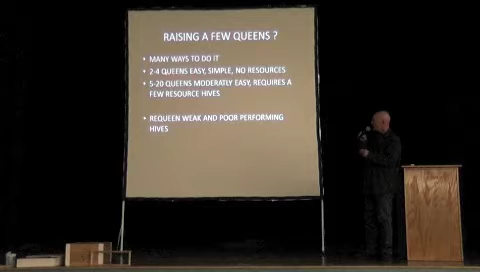 RAISING A FEW QUEENS ?
• MANY WAYS TO DO IT
• 2-4 QUEENS EASY, SIMPLE, NO RESOURCES
• 5-20 QUEENS MODERATELY EASY, REQUIRES A
FEW RESOURCE HIVES
• REQUEEN WEAK AND POOR PERFORMING
HIVES